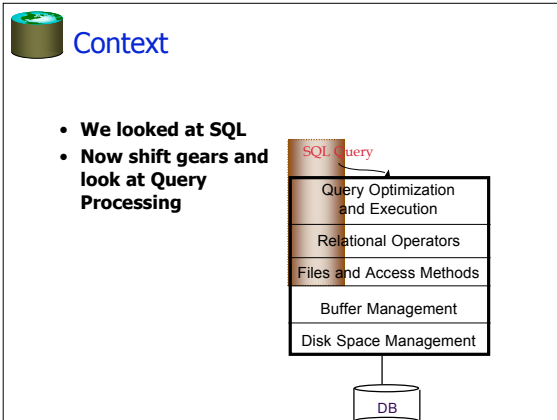 Context
• We looked at SQL
• Now shift gears and
look at Query
Processing
SQL Query
Query Optimization
and Execution
Relational Operators
Files and Access Methods
Buffer Management
Disk Space Management
DB